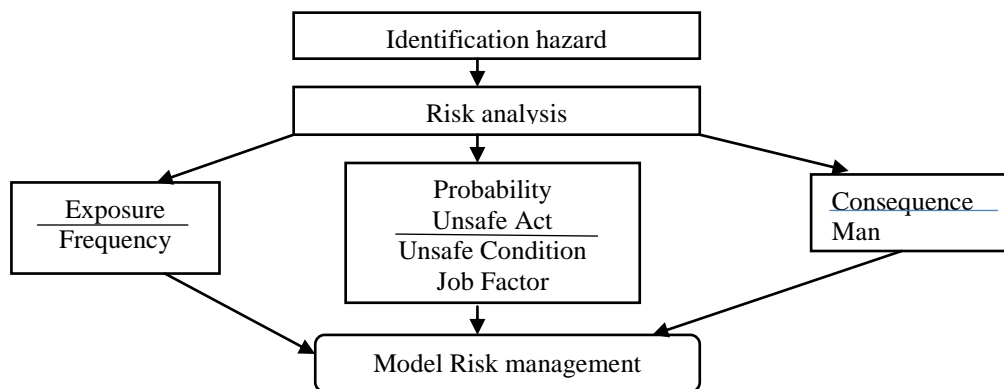 Identification hazard
Risk analysis
Exposure
Frequency
Probability
Unsafe Act
Unsafe Condition
Job Factor
Consequence
Man
Model Risk management